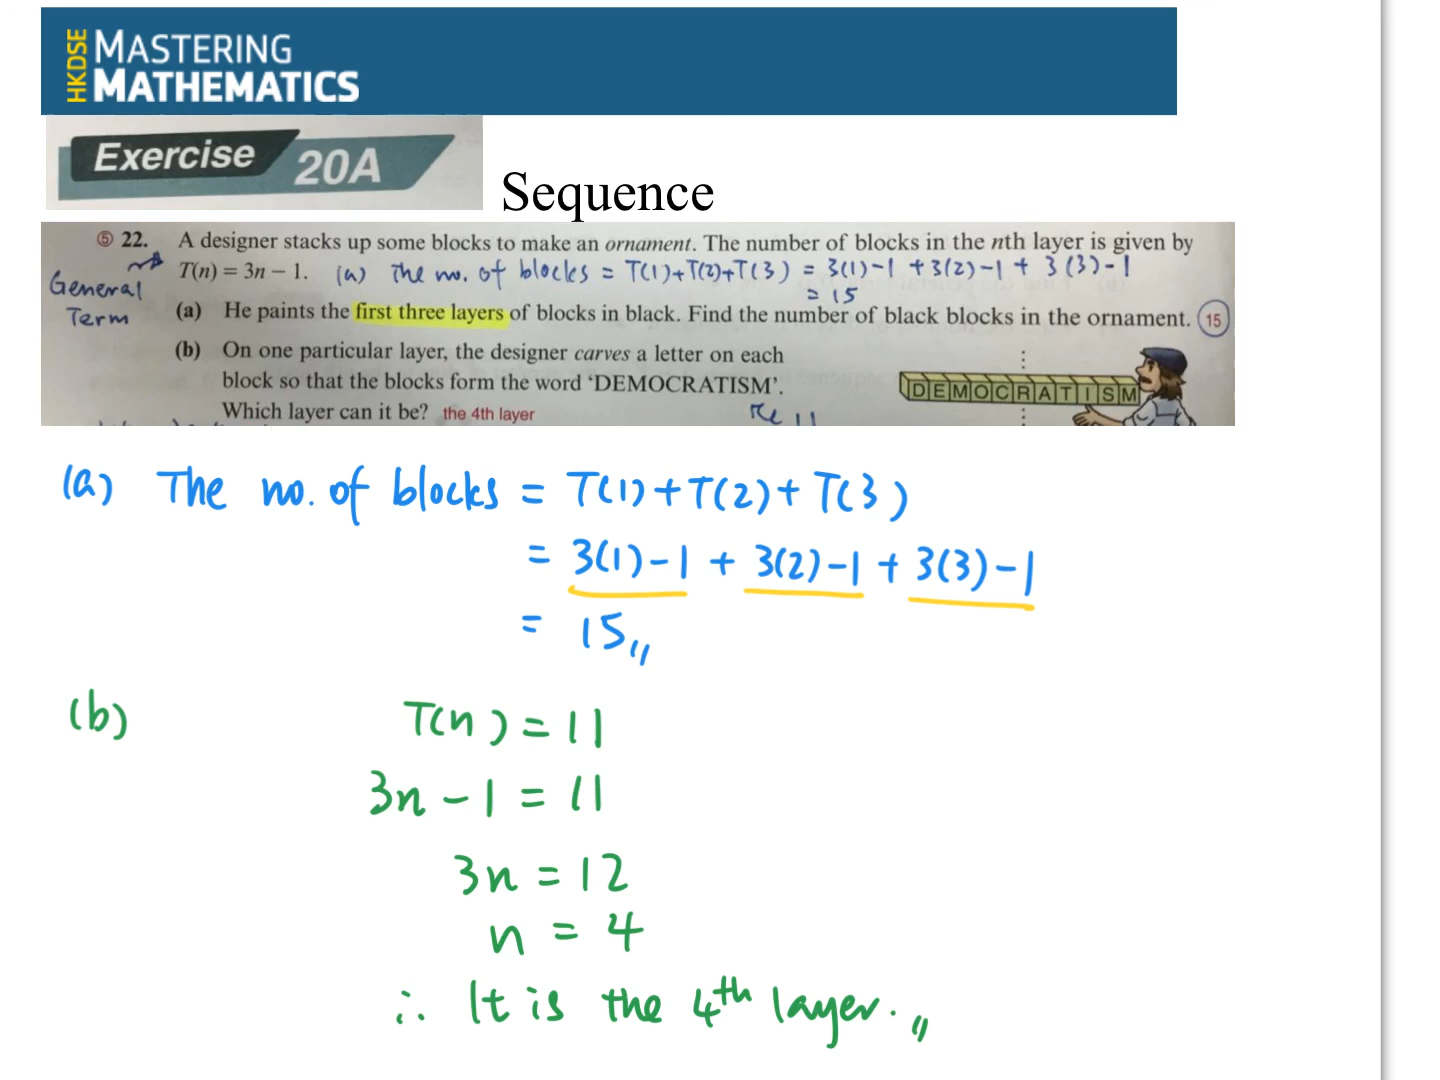 HKDSE MASTERING
MATHEMATICS
Exercise 20A
Sequence
⑤ 22. A designer stacks up some blocks to make an ornament. The number of blocks in the nth layer is given by
T(n) = 3n − 1. (a) The no. of blocks = T(1)+T(2)+T(3) = 3(1)-1 +3(2)-1 + 3(3)-1
= 15
General
Term
(a) He paints the first three layers of blocks in black. Find the number of black blocks in the ornament. 15
(b) On one particular layer, the designer carves a letter on each
block so that the blocks form the word ‘DEMOCRATISM’.
Which layer can it be? the 4th layer
DEMOCRATISM
(a) The no. of blocks = T(1)+T(2)+T(3)
= 3(1)-1 + 3(2)-1 + 3(3)-1
= 15
(b) T(n) = 11
3n - 1 = 11
3n = 12
n = 4
∴ It is the 4th layer.